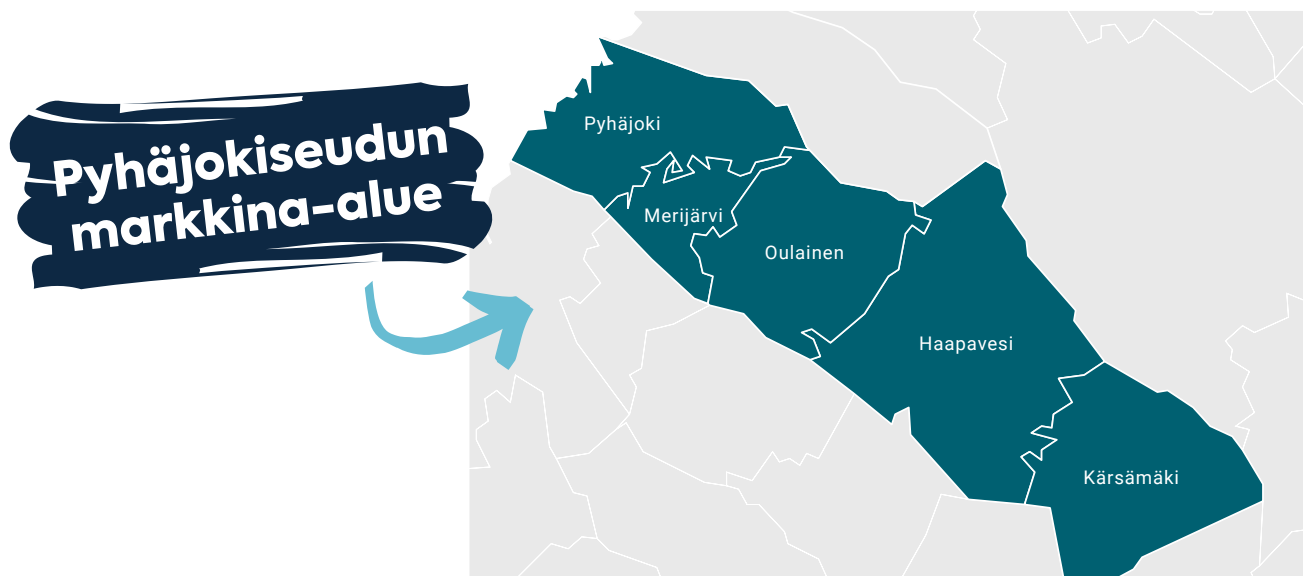 Pyhäjokiseudun
markkina-alue
Pyhäjoki
Merijärvi
Oulainen
Haapavesi
Kärsämäki